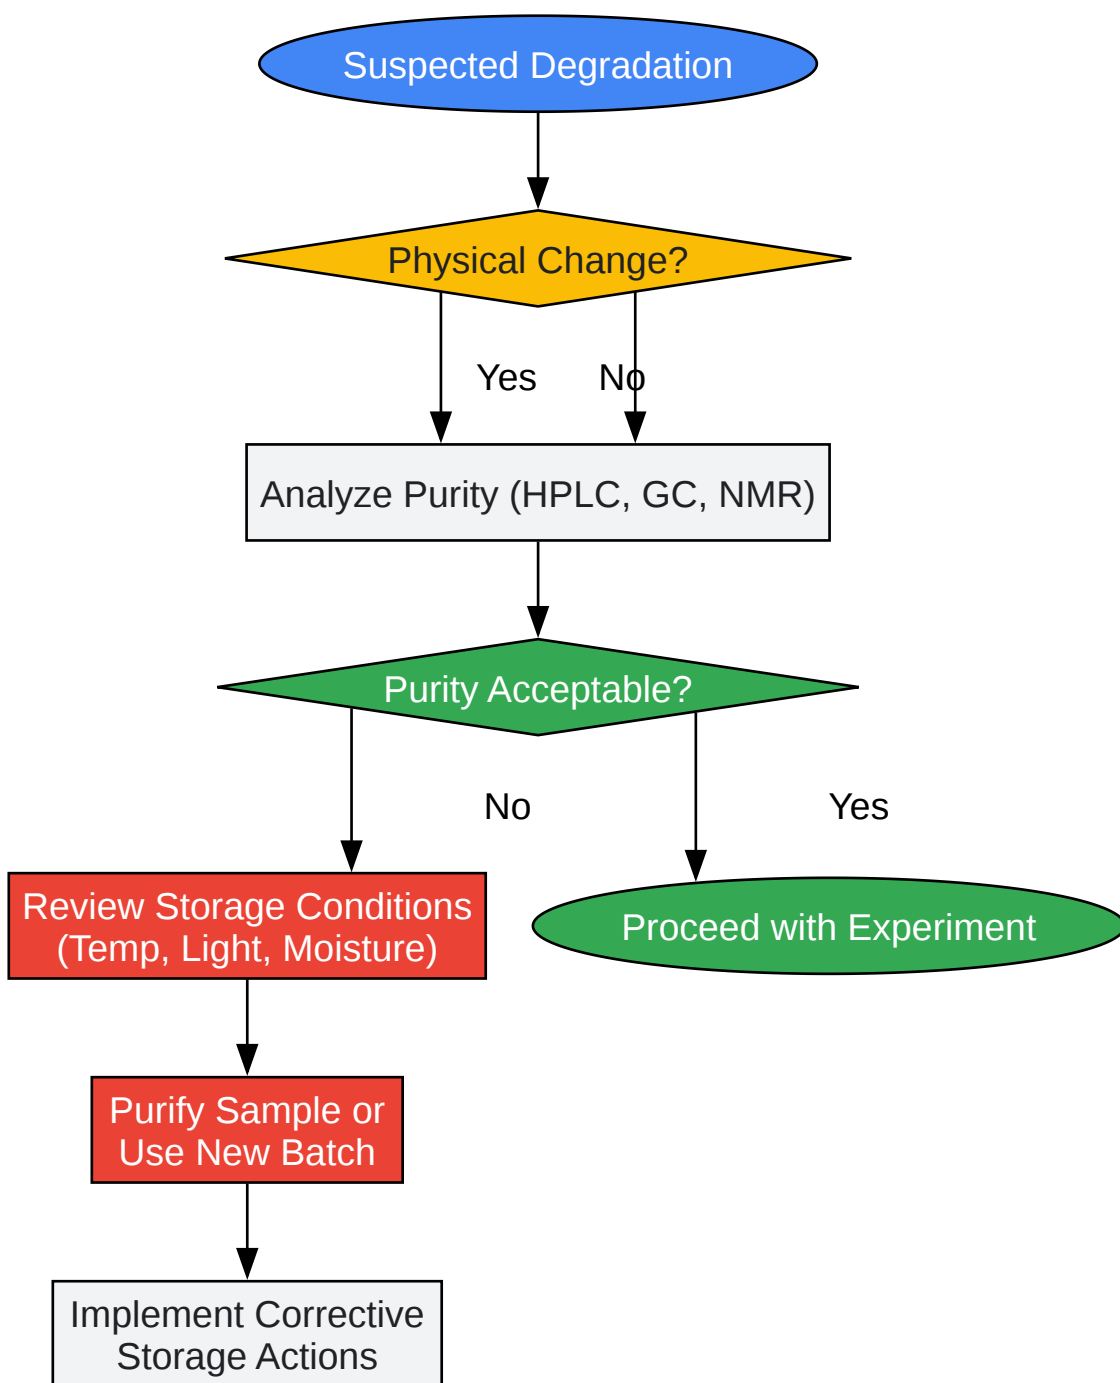 Suspected Degradation
Physical Change?
Yes
No
Analyze Purity (HPLC, GC, NMR)
Purity Acceptable?
No
Yes
Review Storage Conditions
(Temp, Light, Moisture)
Proceed with Experiment
Purify Sample or
Use New Batch
Implement Corrective
Storage Actions